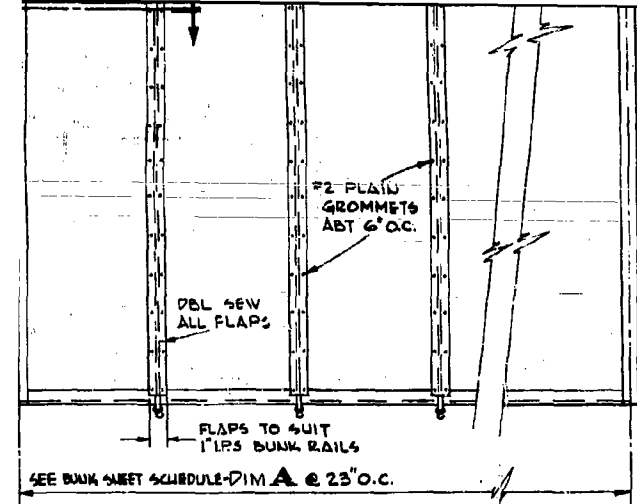 #2 PLAIN
GROMMETS
ABT 6" O.C.
DBL SEW
ALL FLAPS
FLAPS TO SUIT
1" I.P.S BUNK RAILS
SEE BUNK SHEET SCHEDULE-DIM A @ 23" O.C.